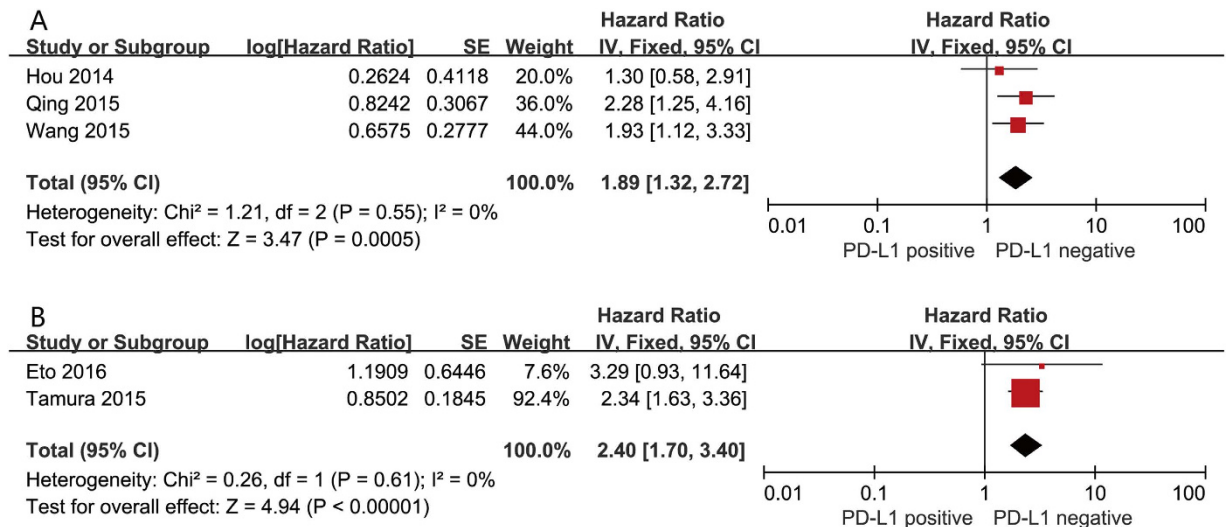 A
Hazard Ratio Hazard Ratio
Study or Subgroup log[Hazard Ratio] SE Weight IV, Fixed, 95% CI IV, Fixed, 95% CI
Hou 2014 0.2624 0.4118 20.0% 1.30 [0.58, 2.91]
Qing 2015 0.8242 0.3067 36.0% 2.28 [1.25, 4.16]
Wang 2015 0.6575 0.2777 44.0% 1.93 [1.12, 3.33]
Total (95% CI) 100.0% 1.89 [1.32, 2.72]
Heterogeneity: Chi² = 1.21, df = 2 (P = 0.55); I² = 0%
Test for overall effect: Z = 3.47 (P = 0.0005)
0.01 0.1 1 10 100
PD-L1 positive PD-L1 negative
B
Hazard Ratio Hazard Ratio
Study or Subgroup log[Hazard Ratio] SE Weight IV, Fixed, 95% CI IV, Fixed, 95% CI
Eto 2016 1.1909 0.6446 7.6% 3.29 [0.93, 11.64]
Tamura 2015 0.8502 0.1845 92.4% 2.34 [1.63, 3.36]
Total (95% CI) 100.0% 2.40 [1.70, 3.40]
Heterogeneity: Chi² = 0.26, df = 1 (P = 0.61); I² = 0%
Test for overall effect: Z = 4.94 (P < 0.00001)
0.01 0.1 1 10 100
PD-L1 positive PD-L1 negative